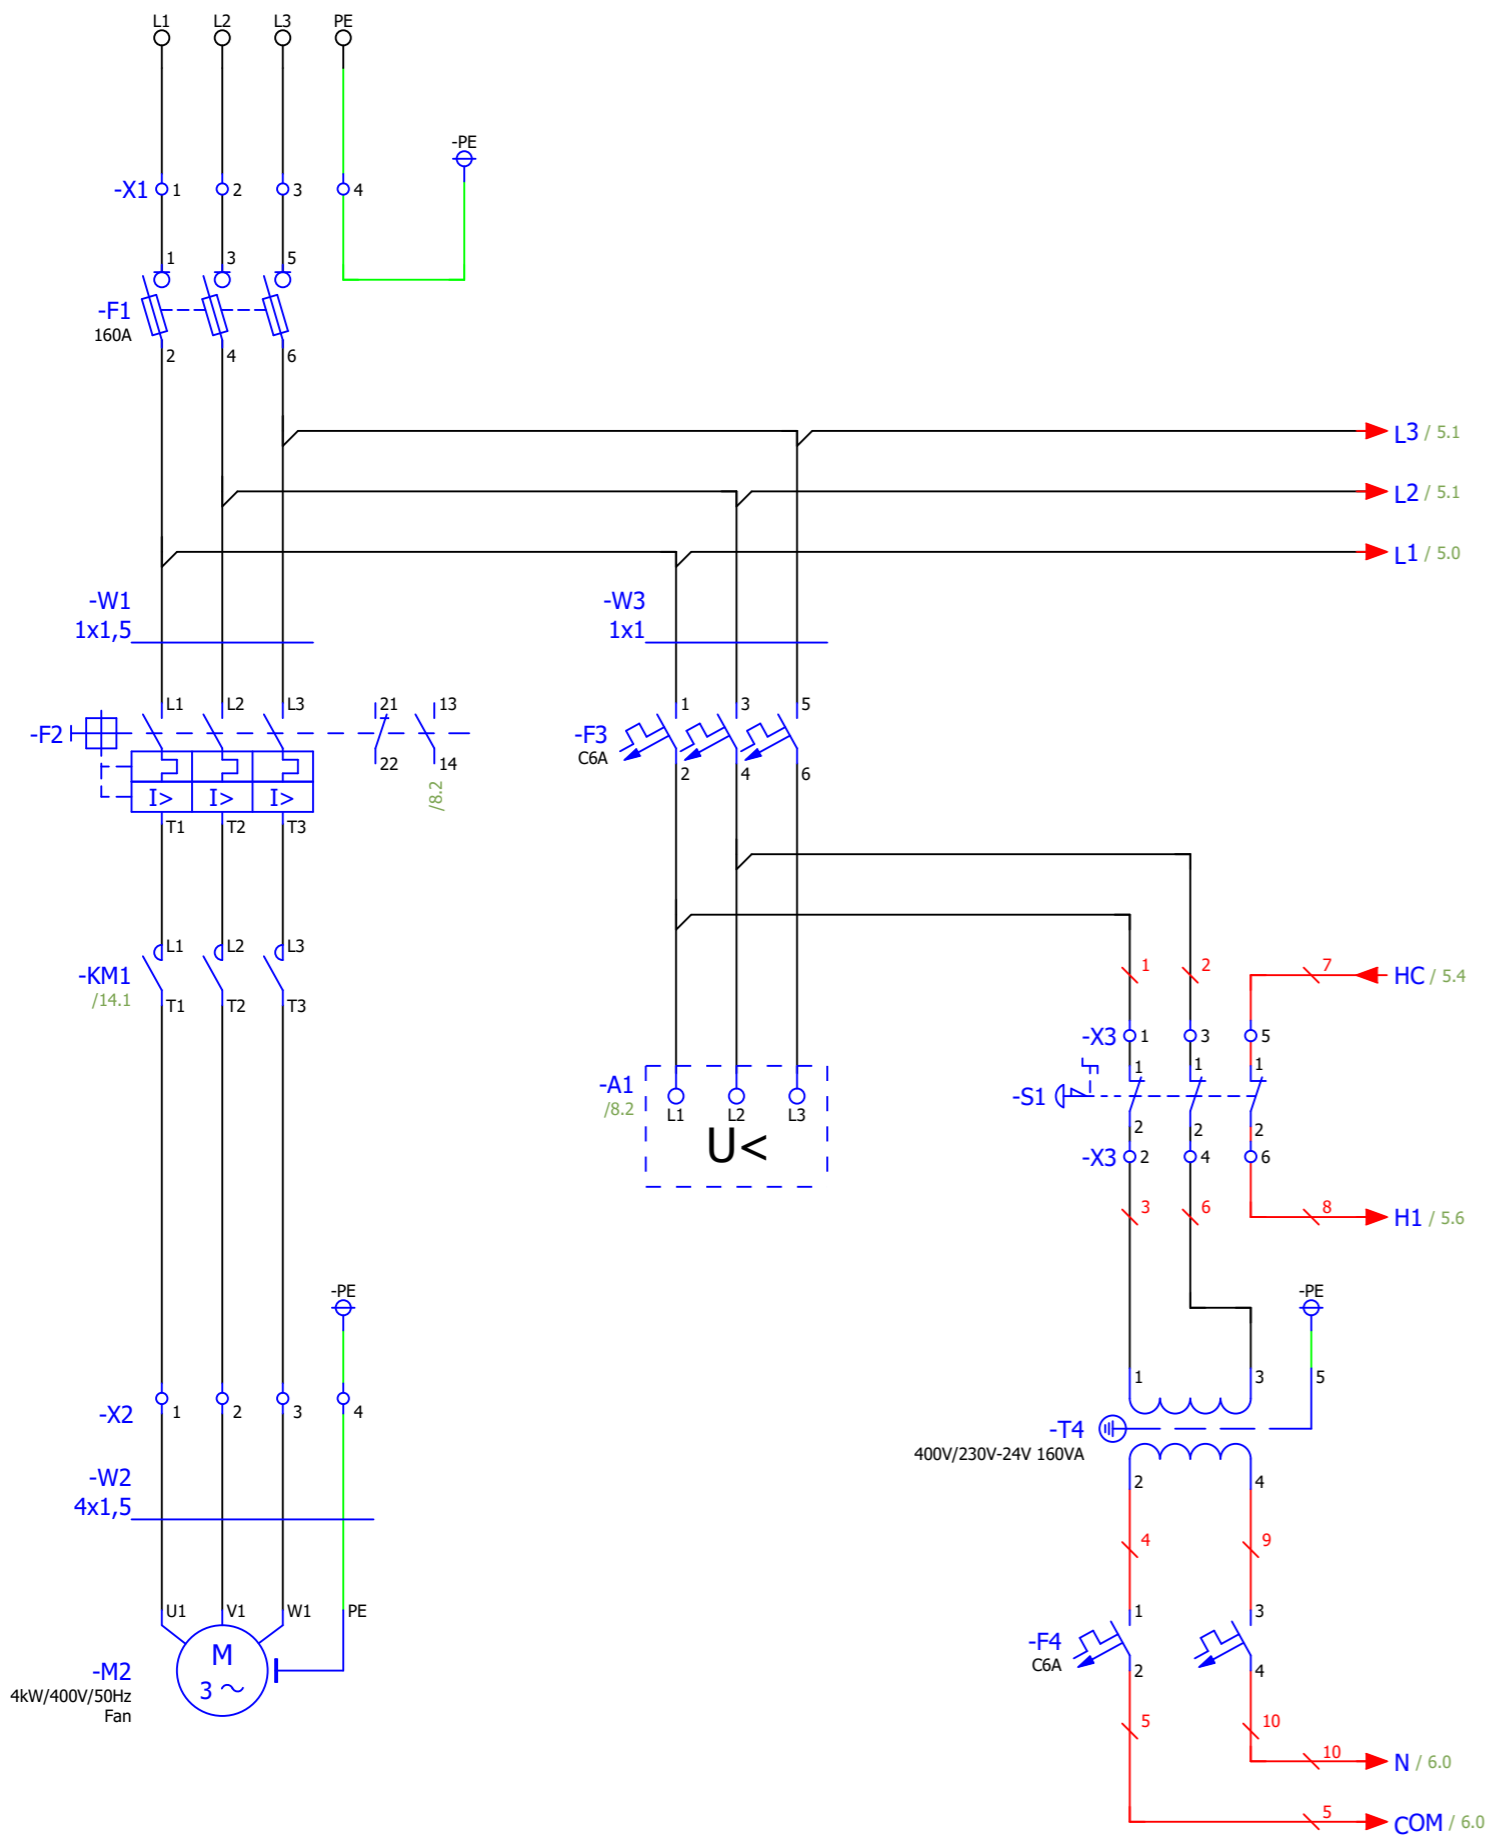 L1 L2 L3 PE
-PE
-X1 1 2 3 4
1 3 5
-F1
160A
2 4 6
L3 / 5.1
L2 / 5.1
L1 / 5.0
-W1
1x1,5
-W3
1x1
L1 L2 L3 21 13 1 3 5
-F2
-F3
C6A
22 14 2 4 6
I> I> I>
/8.2
T1 T2 T3
L1 L2 L3
-KM1
/14.1
T1 T2 T3
1 2 7 HC / 5.4
-X3 1 3 5
1 1 1
-A1
/8.2
L1 L2 L3
U<
-S1
2 2 2
-X3 2 4 6
3 6 8 H1 / 5.6
-PE -PE
1 3 5
-X2 1 2 3 4
-T4
400V/230V-24V 160VA
2 4
-W2
4x1,5
4 9
U1 V1 W1 PE
1 3
M
3 ~
-M2
4kW/400V/50Hz
Fan
-F4
C6A
2 4
5 10
10 N / 6.0
5 COM / 6.0